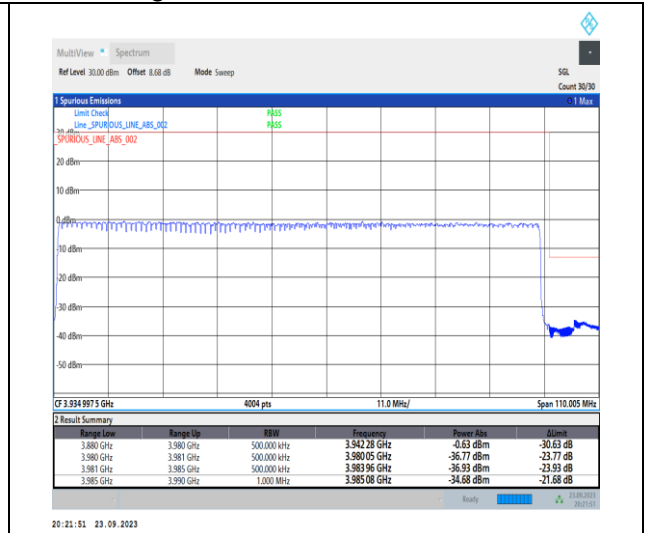 MultiView Spectrum
Ref Level 30.00 dBm Offset 8.68 dB Mode Sweep SGL
Count 30/30
1 Spurious Emissions 1 Max
Limit Check PASS
Line _SPURIOUS_LINE_ABS_002 PASS
_SPURIOUS_LINE_ABS_002
20 dBm
10 dBm
0 dBm
-10 dBm
-20 dBm
-30 dBm
-40 dBm
-50 dBm
CF 3.934 997 5 GHz 4004 pts 11.0 MHz/ Span 110.005 MHz
2 Result Summary
Range Low Range Up RBW Frequency Power Abs ΔLimit
3.880 GHz 3.980 GHz 500.000 kHz 3.942 28 GHz -0.63 dBm -30.63 dB
3.980 GHz 3.981 GHz 500.000 kHz 3.980 05 GHz -36.77 dBm -23.77 dB
3.981 GHz 3.985 GHz 500.000 kHz 3.983 96 GHz -36.93 dBm -23.93 dB
3.985 GHz 3.990 GHz 1.000 MHz 3.985 08 GHz -34.68 dBm -21.68 dB
Ready 23.09.2023
20:21:51
20:21:51 23.09.2023